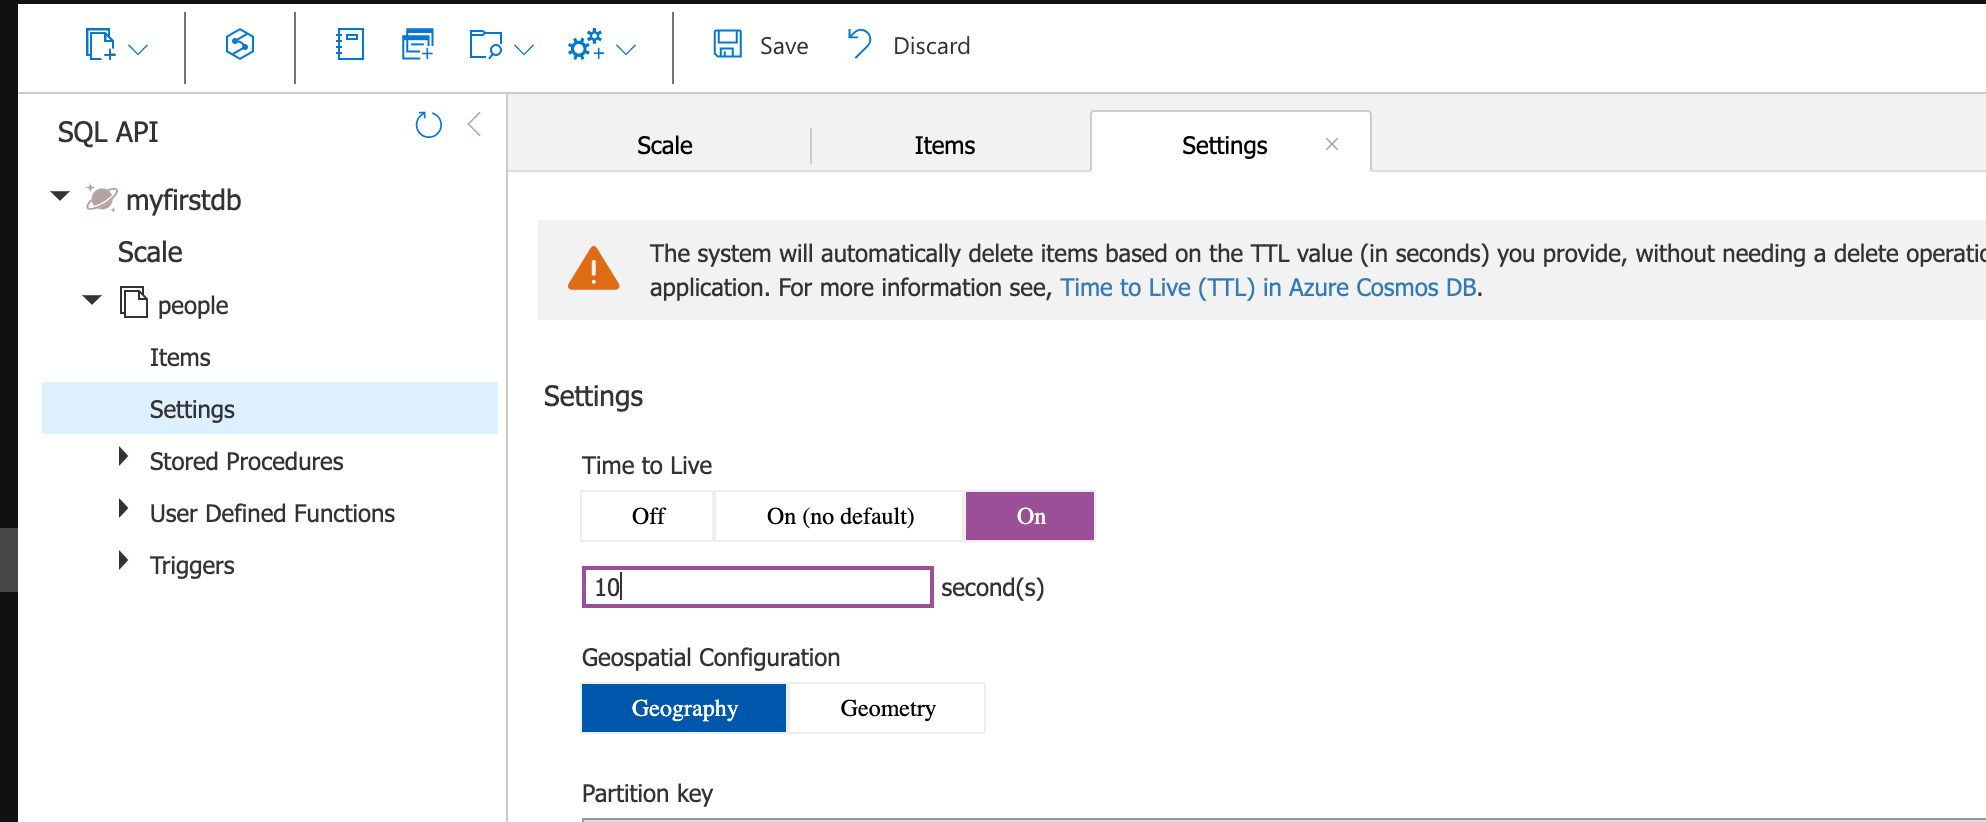 Save Discard
SQL API
Scale Items Settings
myfirstdb
Scale
people
Items
Settings
Stored Procedures
User Defined Functions
Triggers
The system will automatically delete items based on the TTL value (in seconds) you provide, without needing a delete
application. For more information see, Time to Live (TTL) in Azure Cosmos DB.
Settings
Time to Live
Off On (no default) On
10 second(s)
Geospatial Configuration
Geography Geometry
Partition key